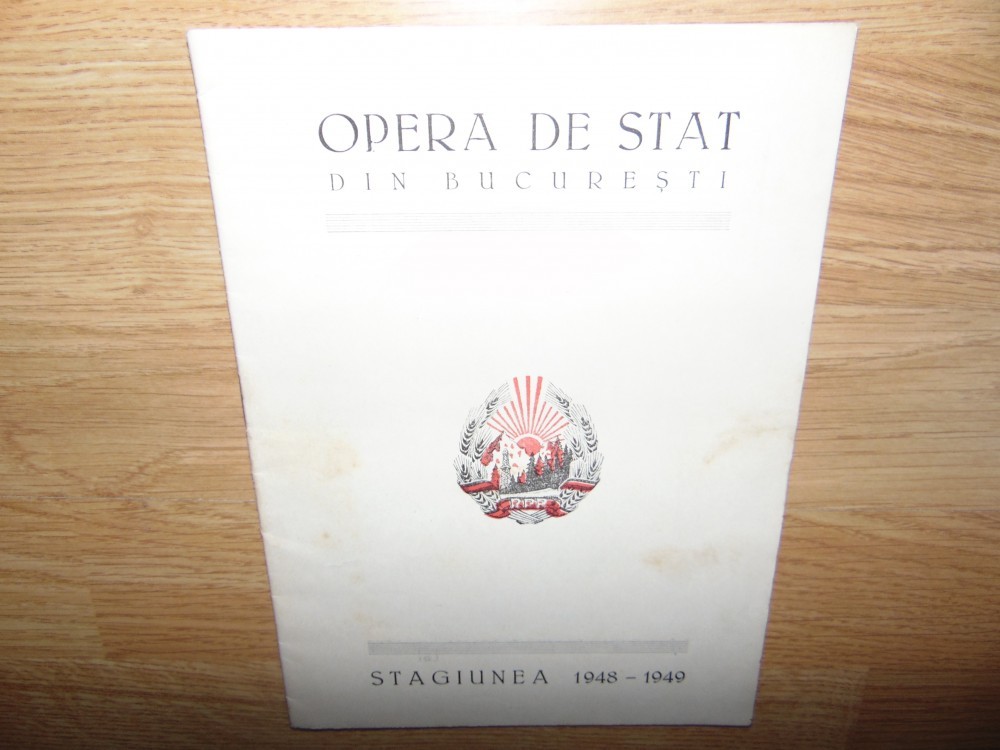 OPERA DE STAT
DIN BUCUREȘTI
RPR
STAGIUNEA 1948 – 1949